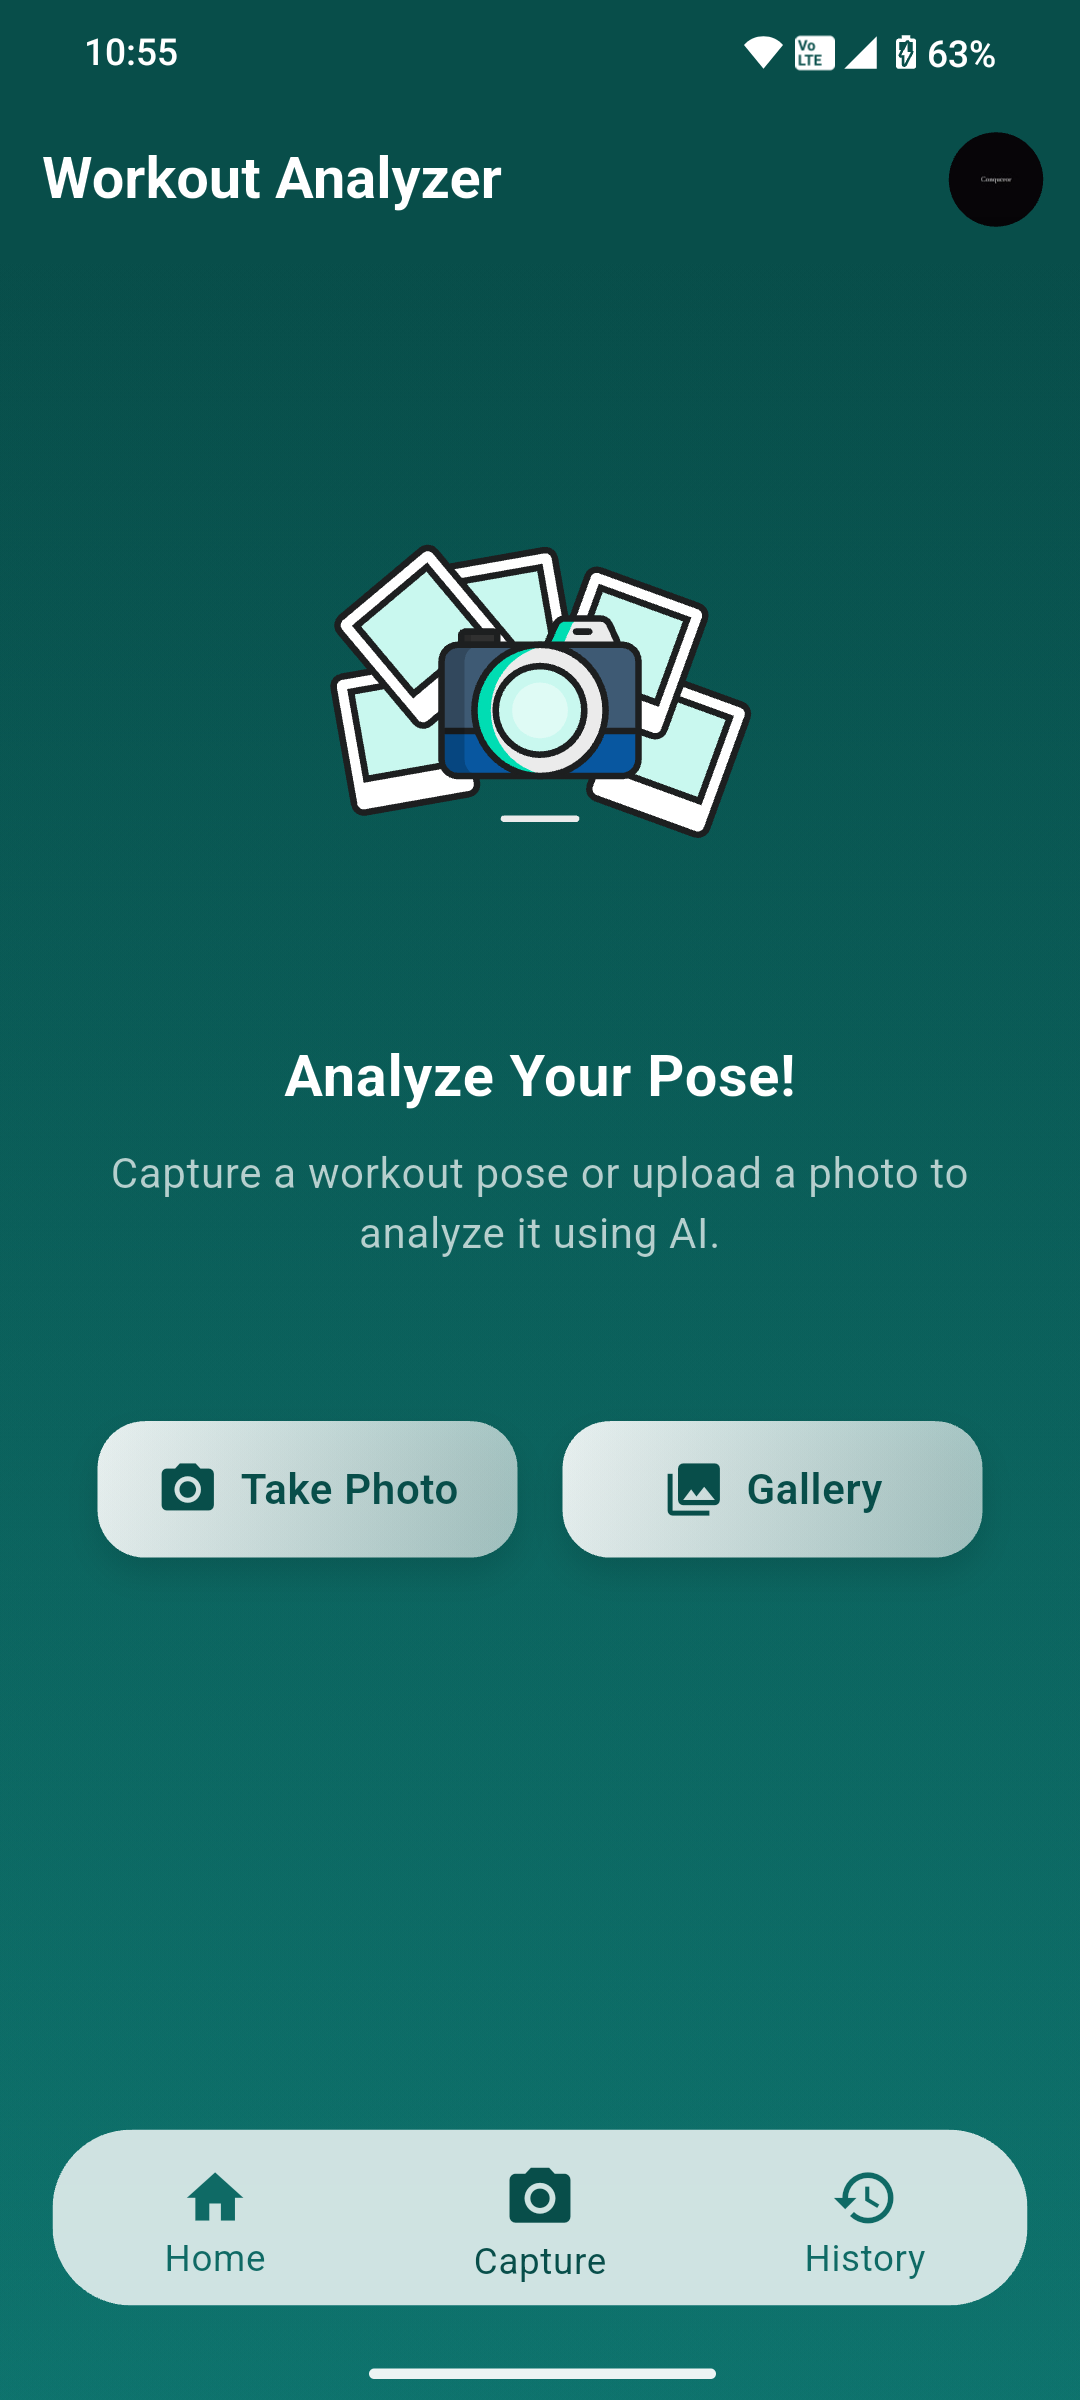 10:55
Vo
LTE
63%
Workout Analyzer
Conqueror
Analyze Your Pose!
Capture a workout pose or upload a photo to
analyze it using AI.
Take Photo
Gallery
Home
Capture
History